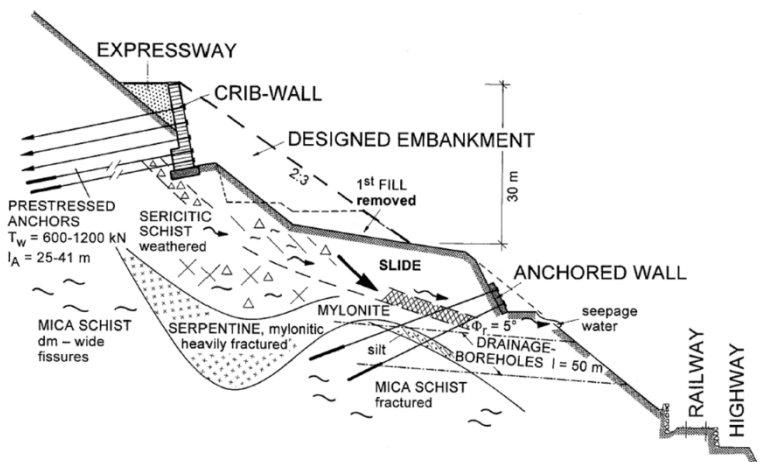 EXPRESSWAY
CRIB-WALL
DESIGNED EMBANKMENT
2:3
1st FILL
removed
30 m
PRESTRESSED
ANCHORS
Tw = 600-1200 kN
lA = 25-41 m
SERICITIC
SCHIST
weathered
SLIDE
ANCHORED WALL
MICA SCHIST
dm – wide
fissures
SERPENTINE, mylonitic
heavily fractured
MYLONITE
Φr = 5°
seepage
water
silt
DRAINAGE-
BOREHOLES l = 50 m
MICA SCHIST
fractured
RAILWAY
HIGHWAY